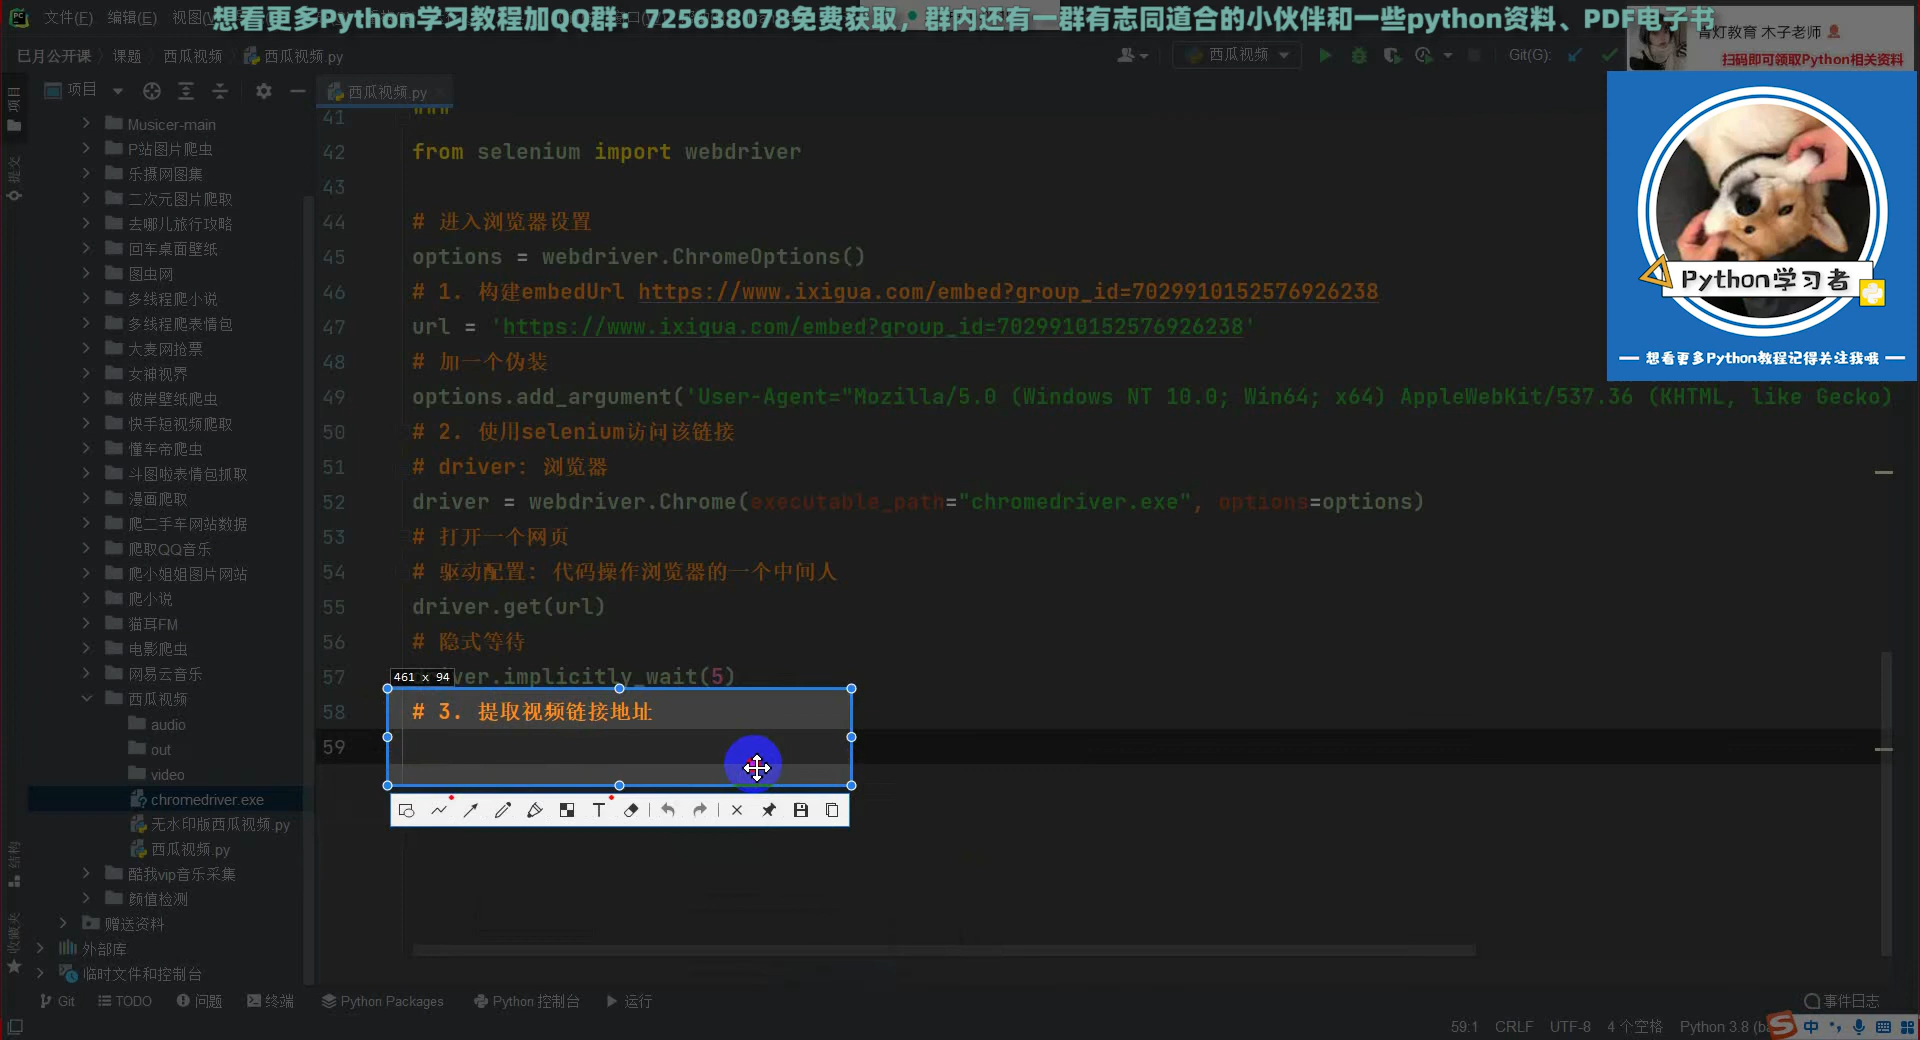 想看更多Python学习教程加QQ群：725638078免费获取，群内还有一群有志同道合的小伙伴和一些python资料、PDF电子书
文件(F) 编辑(E) 视图
青灯教育 木子老师
扫码即可领取Python相关资料
巳月公开课 课题 西瓜视频 西瓜视频.py
西瓜视频
Git(G):
项目
项目
西瓜视频.py
提交
Musicer-main
P站图片爬虫
乐摄网图集
二次元图片爬取
去哪儿旅行攻略
回车桌面壁纸
图虫网
多线程爬小说
多线程爬表情包
大麦网抢票
女神视界
彼岸壁纸爬虫
快手短视频爬取
懂车帝爬虫
斗图啦表情包抓取
漫画爬取
爬二手车网站数据
爬取QQ音乐
爬小姐姐图片网站
爬小说
猫耳FM
电影爬虫
网易云音乐
西瓜视频
audio
out
video
chromedriver.exe
无水印版西瓜视频.py
西瓜视频.py
酷我vip音乐采集
颜值检测
赠送资料
外部库
临时文件和控制台
结构
收藏夹
41 """
42 from selenium import webdriver
43
44 # 进入浏览器设置
45 options = webdriver.ChromeOptions()
46 # 1. 构建embedUrl https://www.ixigua.com/embed?group_id=7029910152576926238
47 url = 'https://www.ixigua.com/embed?group_id=7029910152576926238'
48 # 加一个伪装
49 options.add_argument('User-Agent="Mozilla/5.0 (Windows NT 10.0; Win64; x64) AppleWebKit/537.36 (KHTML, like Gecko)
50 # 2. 使用selenium访问该链接
51 # driver: 浏览器
52 driver = webdriver.Chrome(executable_path="chromedriver.exe", options=options)
53 # 打开一个网页
54 # 驱动配置: 代码操作浏览器的一个中间人
55 driver.get(url)
56 # 隐式等待
57 ver.implicitly_wait(5)
461 x 94
58 # 3. 提取视频链接地址
59
Python学习者
想看更多Python教程记得关注我哦
Git TODO 问题 终端 Python Packages Python 控制台 运行
事件日志
59:1 CRLF UTF-8 4 个空格 Python 3.8 (ba
中